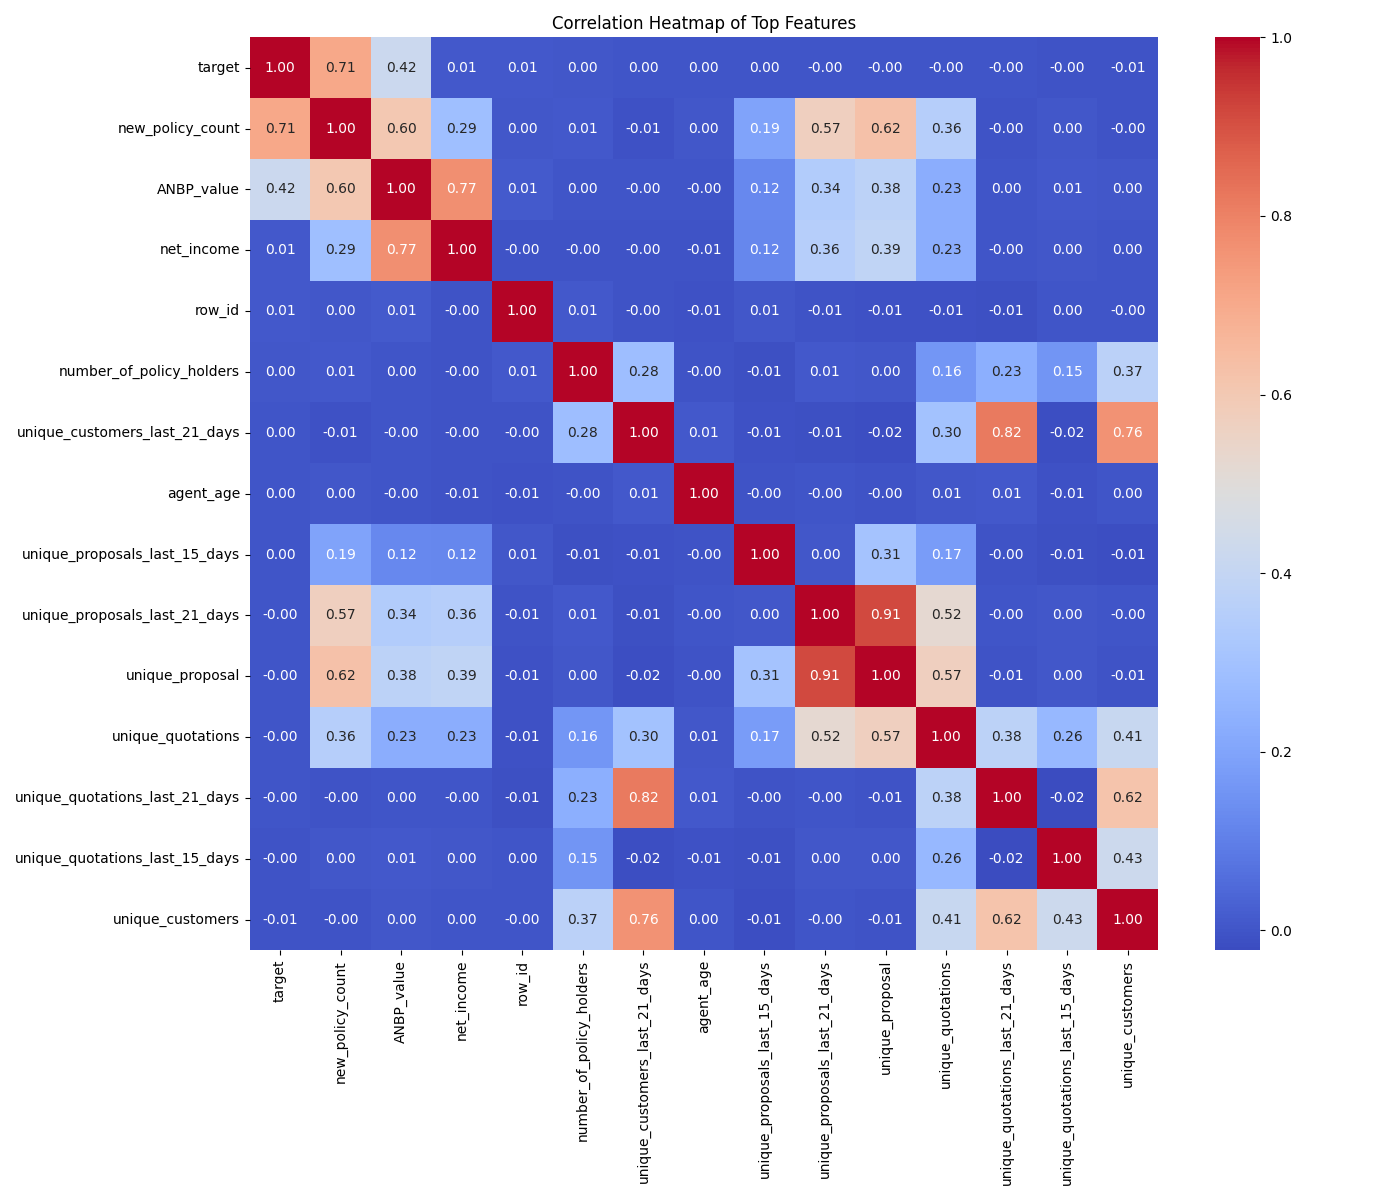 Correlation Heatmap of Top Features
target 1.00 0.71 0.42 0.01 0.01 0.00 0.00 0.00 0.00 -0.00 -0.00 -0.00 -0.00 -0.00 -0.01
new_policy_count 0.71 1.00 0.60 0.29 0.00 0.01 -0.01 0.00 0.19 0.57 0.62 0.36 -0.00 0.00 -0.00
ANBP_value 0.42 0.60 1.00 0.77 0.01 0.00 -0.00 -0.00 0.12 0.34 0.38 0.23 0.00 0.01 0.00
net_income 0.01 0.29 0.77 1.00 -0.00 -0.00 -0.00 -0.01 0.12 0.36 0.39 0.23 -0.00 0.00 0.00
row_id 0.01 0.00 0.01 -0.00 1.00 0.01 -0.00 -0.01 0.01 -0.01 -0.01 -0.01 -0.01 0.00 -0.00
number_of_policy_holders 0.00 0.01 0.00 -0.00 0.01 1.00 0.28 -0.00 -0.01 0.01 0.00 0.16 0.23 0.15 0.37
unique_customers_last_21_days 0.00 -0.01 -0.00 -0.00 -0.00 0.28 1.00 0.01 -0.01 -0.01 -0.02 0.30 0.82 -0.02 0.76
agent_age 0.00 0.00 -0.00 -0.01 -0.01 -0.00 0.01 1.00 -0.00 -0.00 -0.00 0.01 0.01 -0.01 0.00
unique_proposals_last_15_days 0.00 0.19 0.12 0.12 0.01 -0.01 -0.01 -0.00 1.00 0.00 0.31 0.17 -0.00 -0.01 -0.01
unique_proposals_last_21_days -0.00 0.57 0.34 0.36 -0.01 0.01 -0.01 -0.00 0.00 1.00 0.91 0.52 -0.00 0.00 -0.00
unique_proposal -0.00 0.62 0.38 0.39 -0.01 0.00 -0.02 -0.00 0.31 0.91 1.00 0.57 -0.01 0.00 -0.01
unique_quotations -0.00 0.36 0.23 0.23 -0.01 0.16 0.30 0.01 0.17 0.52 0.57 1.00 0.38 0.26 0.41
unique_quotations_last_21_days -0.00 -0.00 0.00 -0.00 -0.01 0.23 0.82 0.01 -0.00 -0.00 -0.01 0.38 1.00 -0.02 0.62
unique_quotations_last_15_days -0.00 0.00 0.01 0.00 0.00 0.15 -0.02 -0.01 -0.01 0.00 0.00 0.26 -0.02 1.00 0.43
unique_customers -0.01 -0.00 0.00 0.00 -0.00 0.37 0.76 0.00 -0.01 -0.00 -0.01 0.41 0.62 0.43 1.00
target
new_policy_count
ANBP_value
net_income
row_id
number_of_policy_holders
unique_customers_last_21_days
agent_age
unique_proposals_last_15_days
unique_proposals_last_21_days
unique_proposal
unique_quotations
unique_quotations_last_21_days
unique_quotations_last_15_days
unique_customers
1.0
0.8
0.6
0.4
0.2
0.0